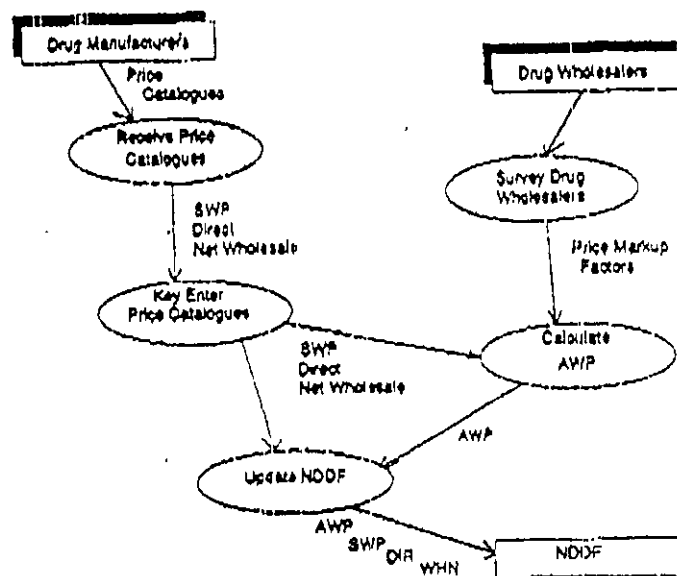 Drug Manufacturers
Price
Catalogues
Receive Price
Catalogues
SWP
Direct
Net Wholesale
Key Enter
Price Catalogues
Drug Wholesalers
Survey Drug
Wholesalers
Price Markup
Factors
Calculate
AWP
SWP
Direct
Net Wholesale
AWP
Update NDDF
AWP
SWP
DIR
WHN
NDDF